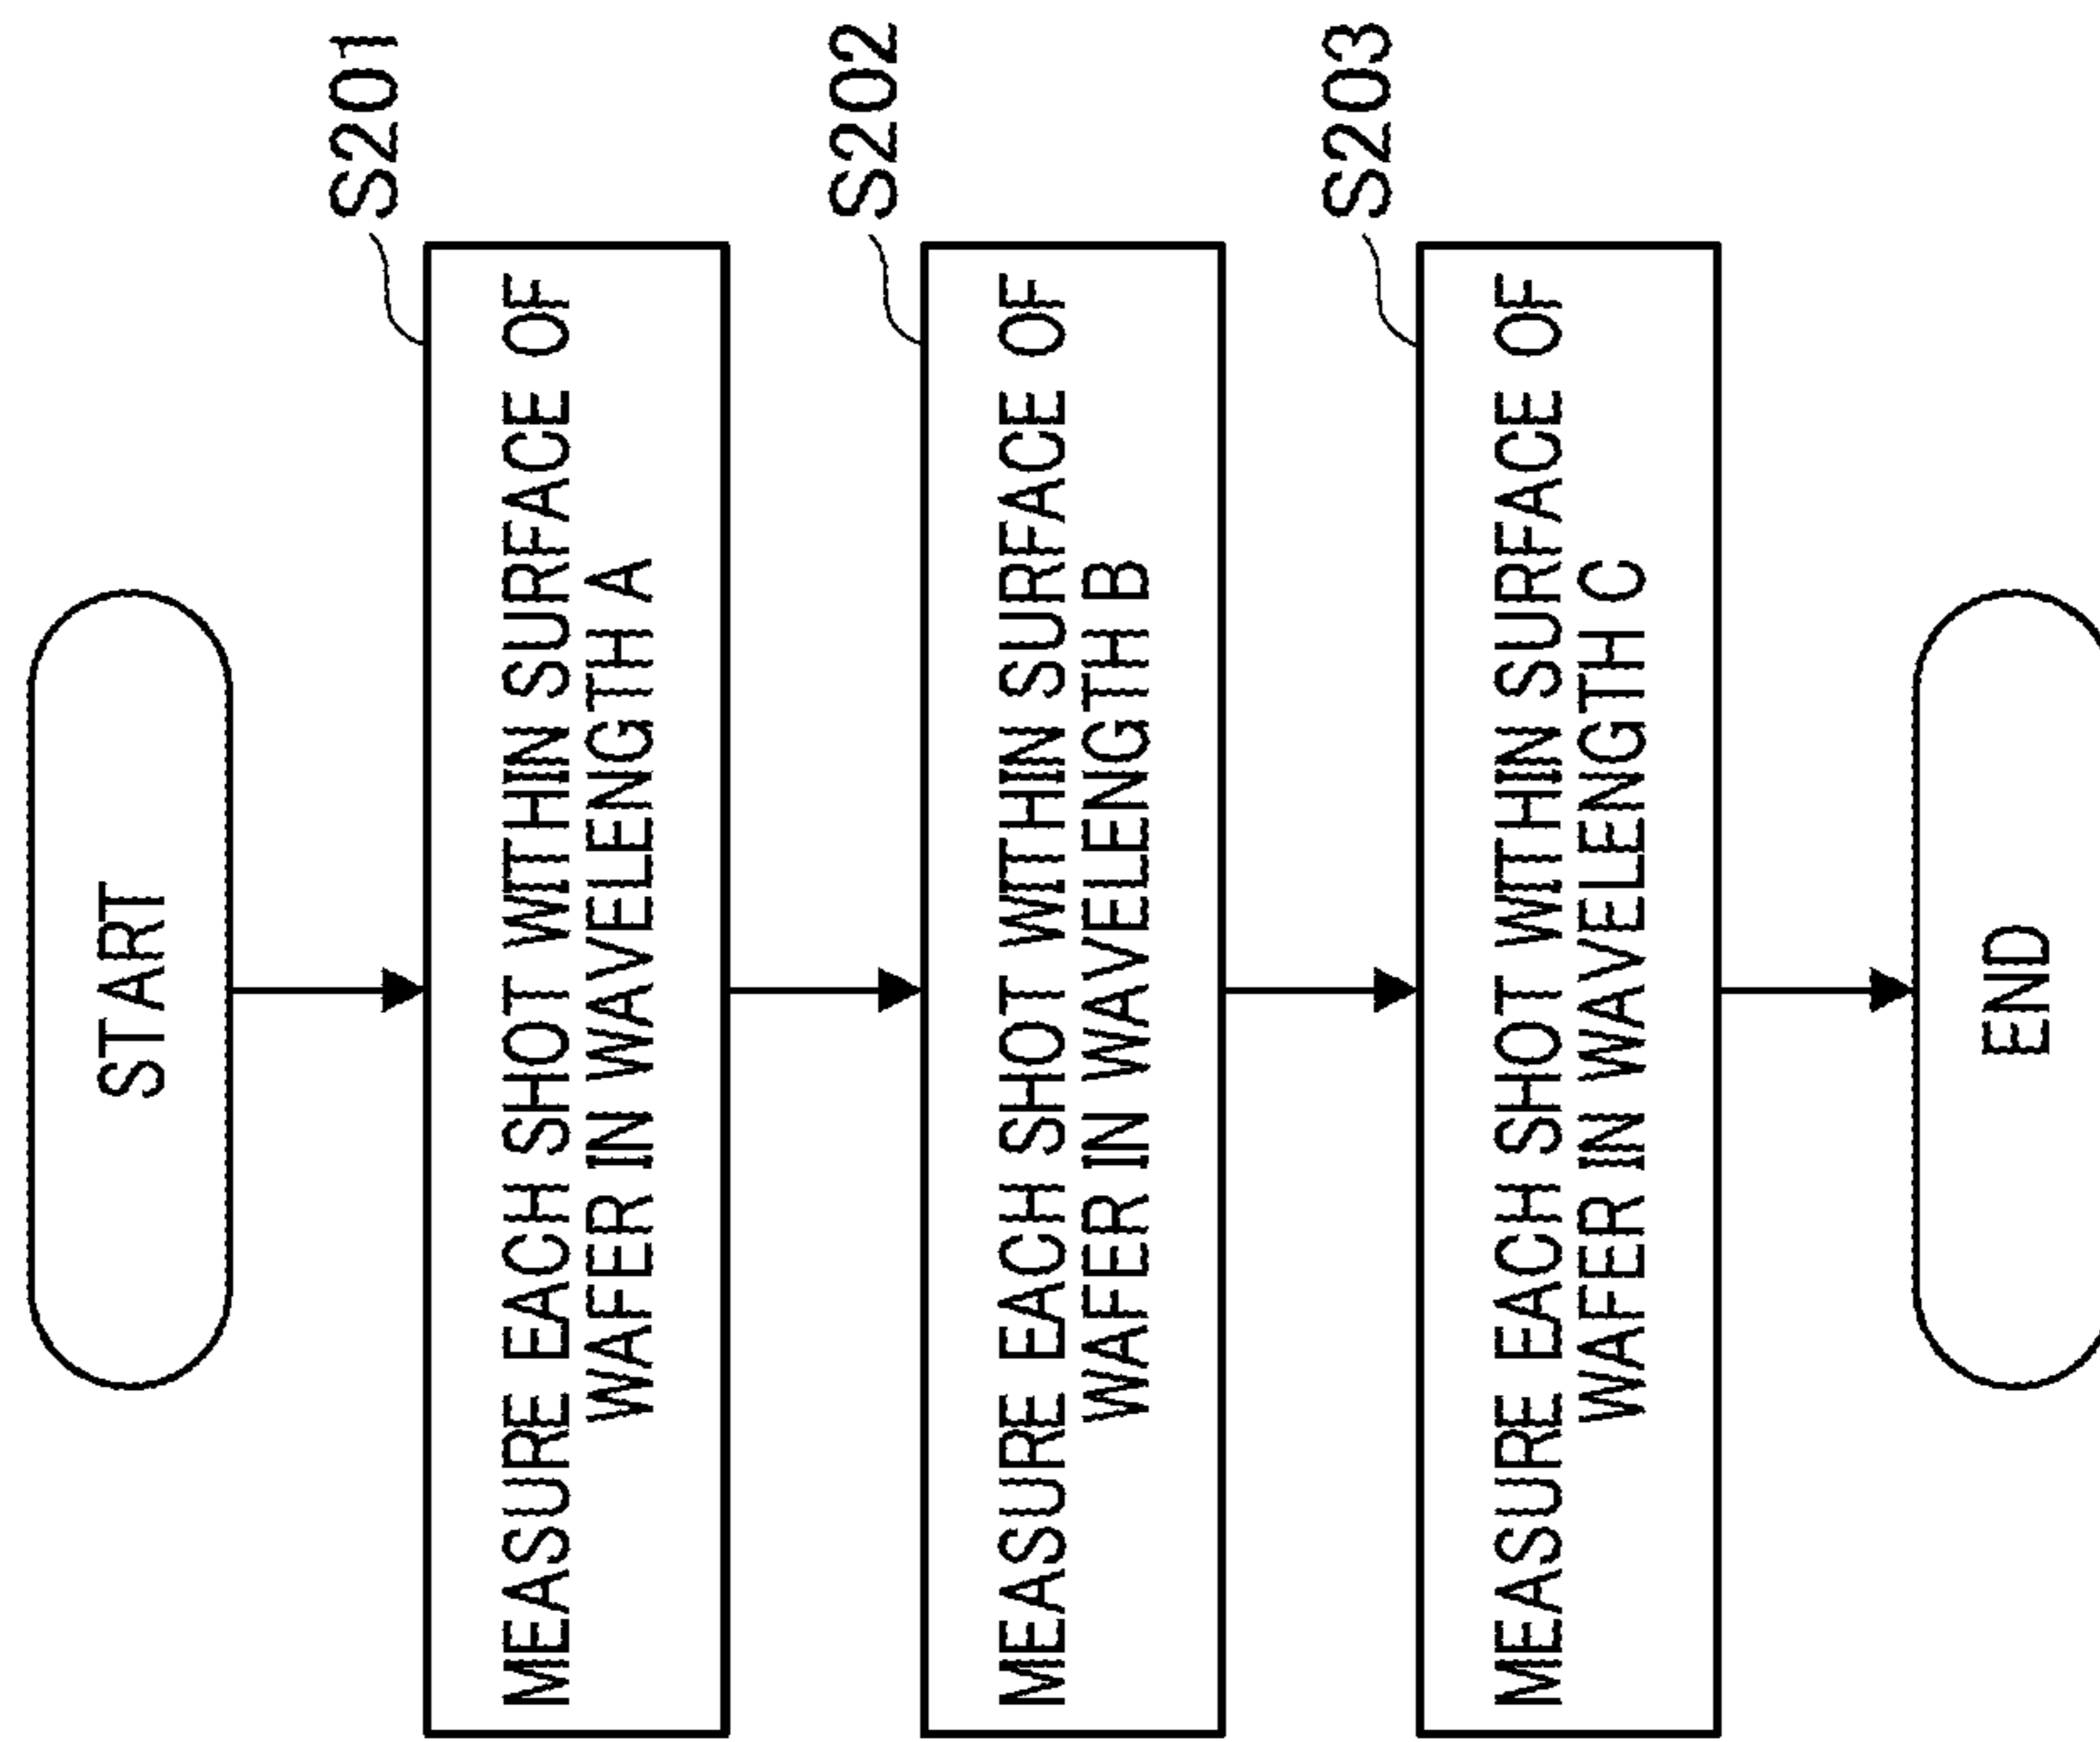 START
S201
MEASURE EACH SHOT WITHIN SURFACE OF
WAFER IN WAVELENGTH A
S202
MEASURE EACH SHOT WITHIN SURFACE OF
WAFER IN WAVELENGTH B
S203
MEASURE EACH SHOT WITHIN SURFACE OF
WAFER IN WAVELENGTH C
END